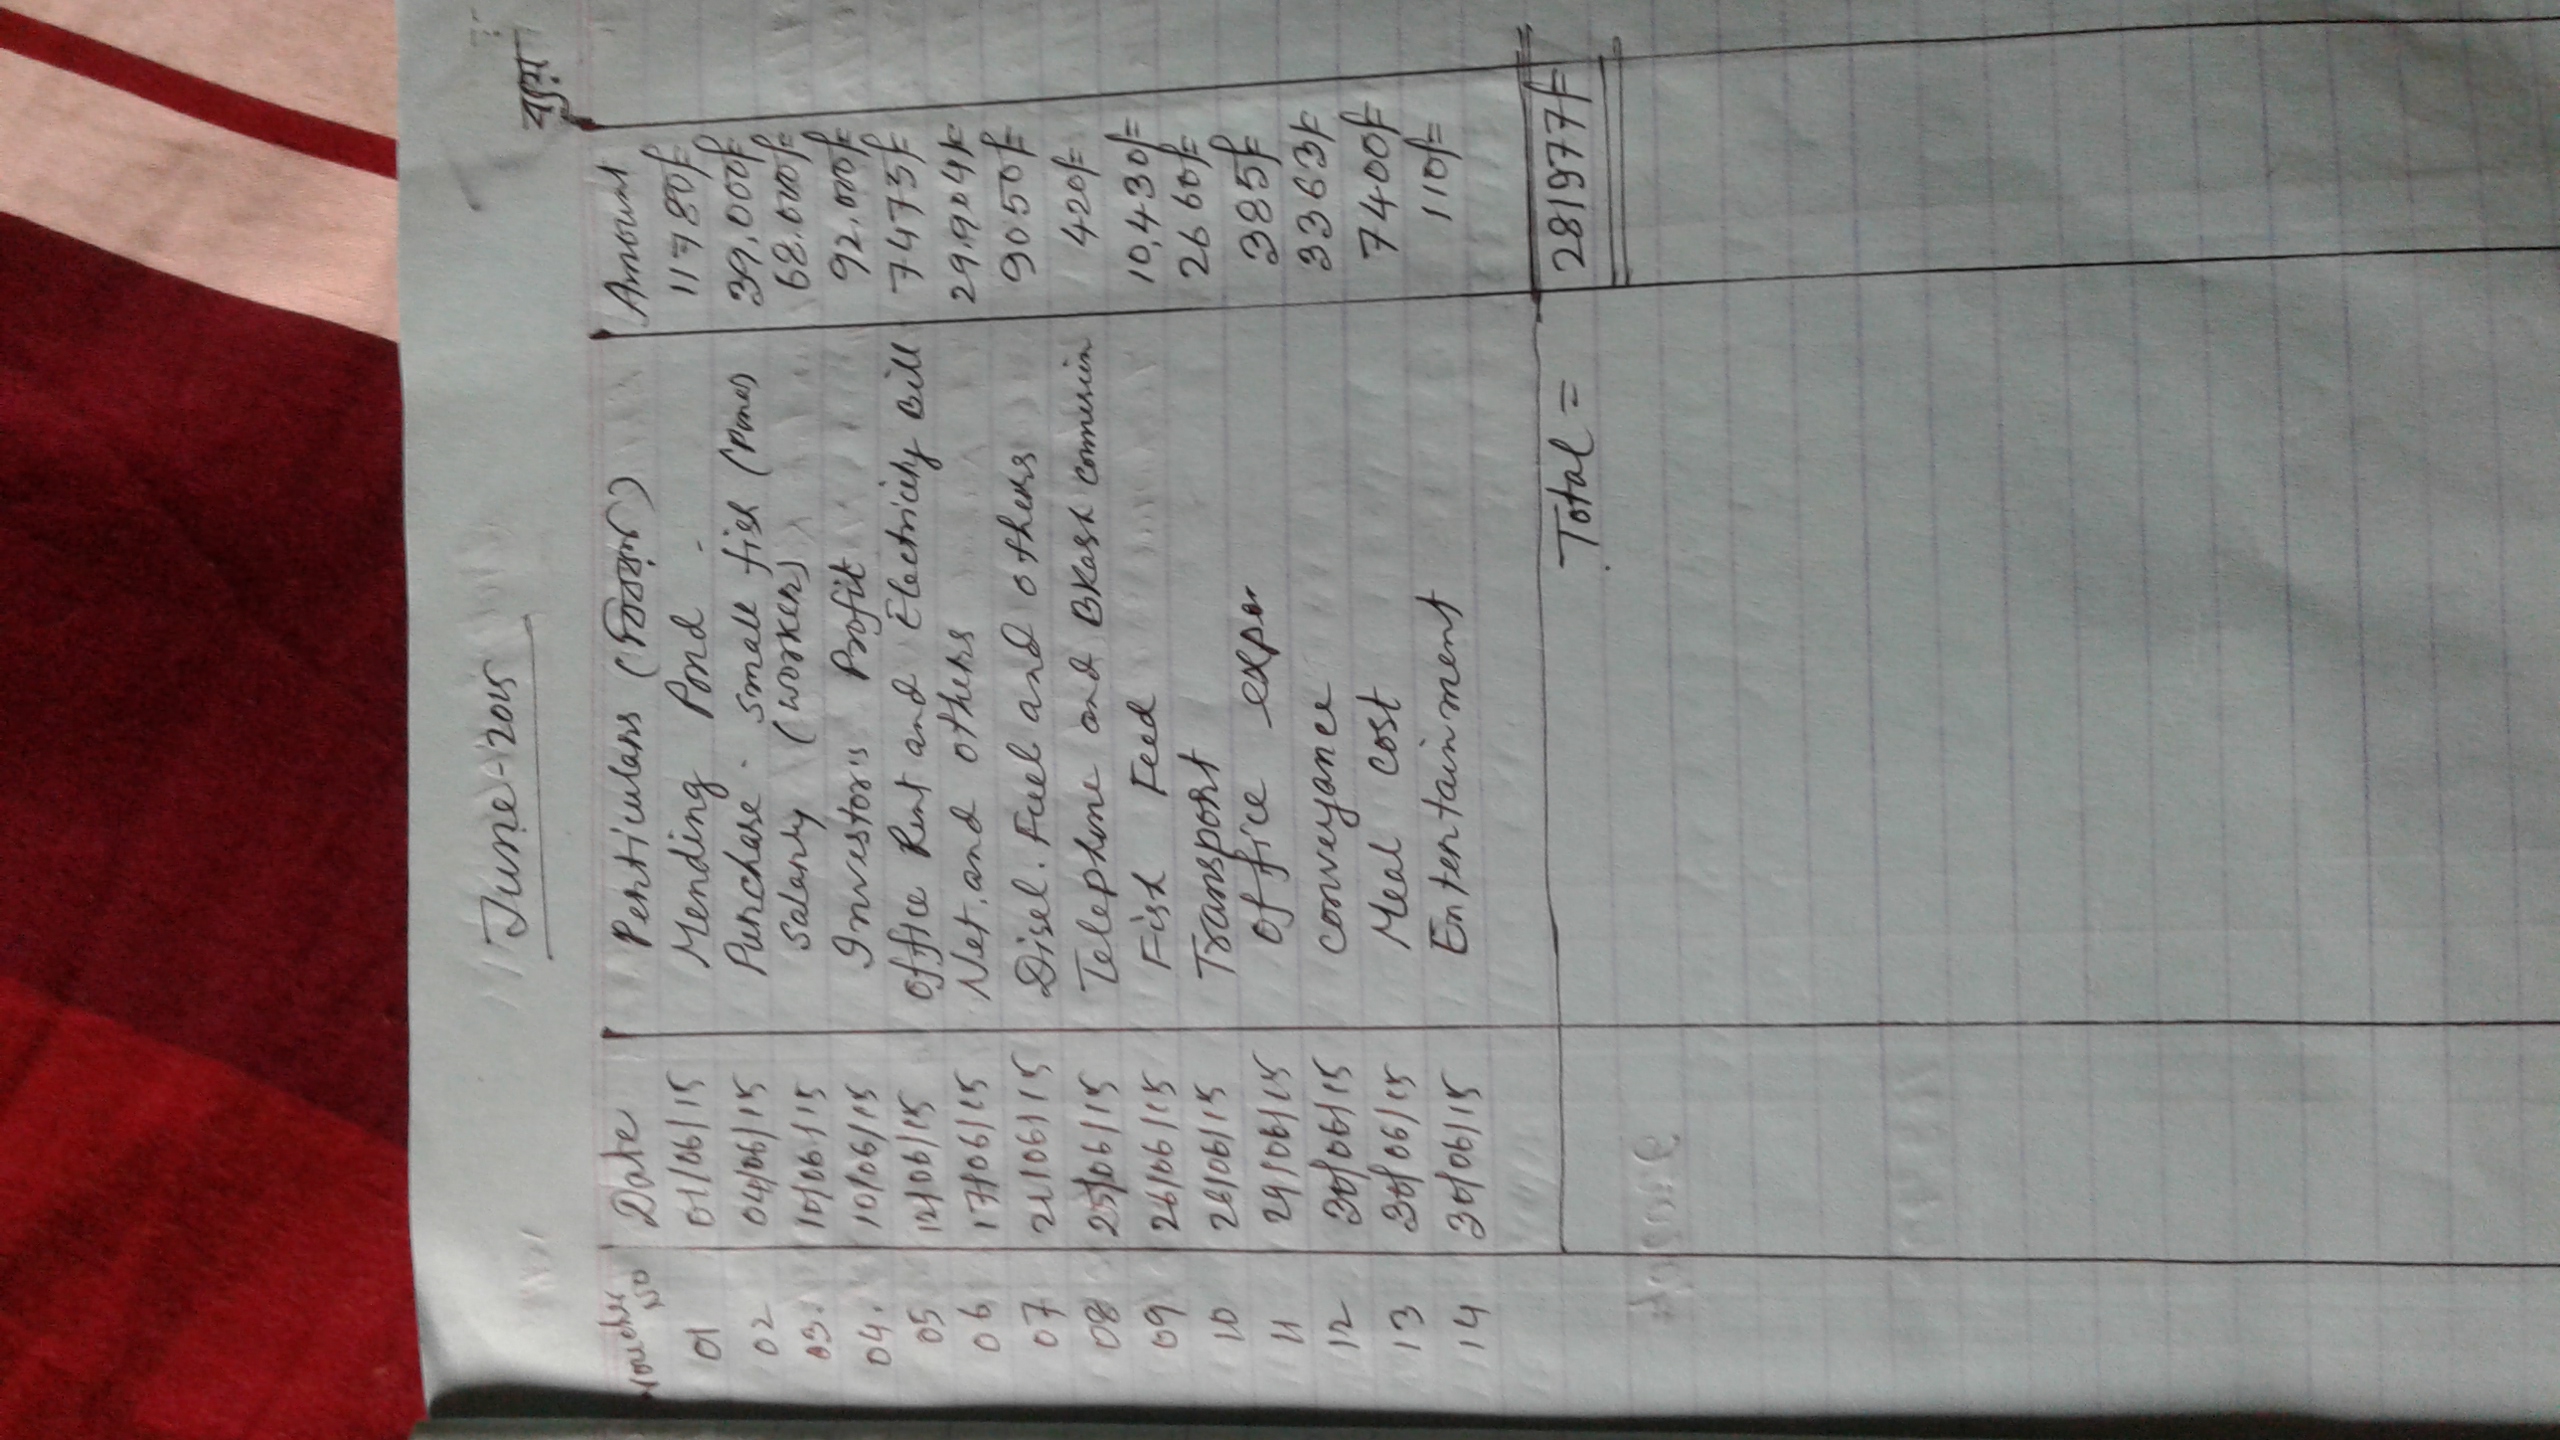 June-2015
ব্যয়
Voucher NO Date Perticulars (বিবরণ) Amount
01 01/06/15 Mending Pond 11780/=
02 04/06/15 Purchase small fish (Pona) 39,000/=
03. 10/06/15 Salary (worker) 68.000/=
04. 10/06/15 Investor's Profit 92.000/=
05 12/06/15 office Rent and Electricity Bill 7475/=
06 17/06/15 Net, and others 29,904/=
07 21/06/15 Disel. Fuel and others 9050/=
08 25/06/15 Telephone and BKash 420/=
09 26/06/15 Fish Feed 10,430/=
10 28/06/15 Transport 2660/=
11 29/06/15 office expen 385/=
12 30/06/15 conveyance 3363/=
13 30/06/15 Meal cost 7400/=
14 30/06/15 Entertainment 110/=
Total = 281977/=